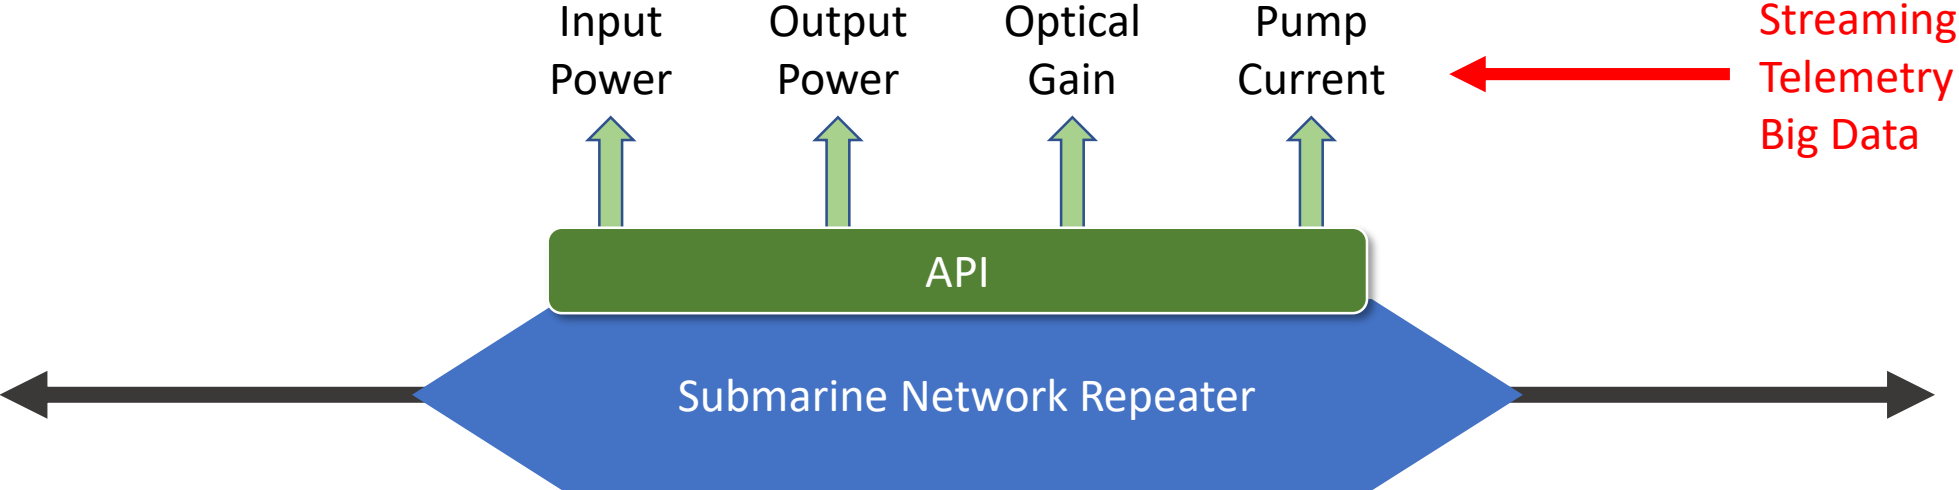 Input
Power
Output
Power
Optical
Gain
Pump
Current
Streaming
Telemetry
Big Data
API
Submarine Network Repeater